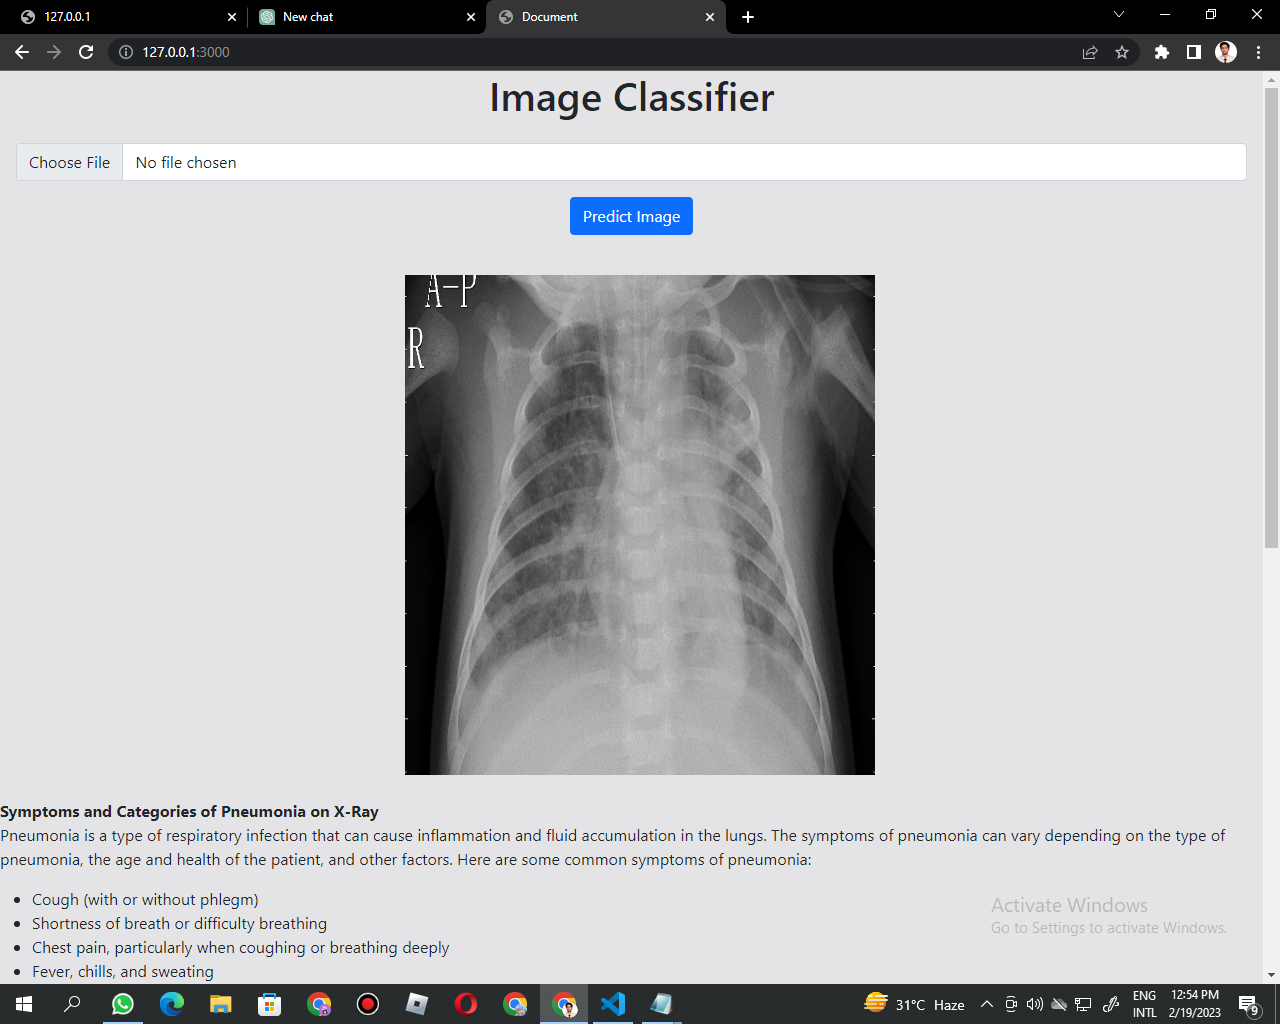 127.0.0.1
New chat
Document
127.0.0.1:3000
Image Classifier
Choose File
No file chosen
Predict Image
A-P
R
Symptoms and Categories of Pneumonia on X-Ray
Pneumonia is a type of respiratory infection that can cause inflammation and fluid accumulation in the lungs. The symptoms of pneumonia can vary depending on the type of
pneumonia, the age and health of the patient, and other factors. Here are some common symptoms of pneumonia:
Cough (with or without phlegm)
Shortness of breath or difficulty breathing
Chest pain, particularly when coughing or breathing deeply
Fever, chills, and sweating
Activate Windows
Go to Settings to activate Windows.
31°C Haze
ENG
INTL
12:54 PM
2/19/2023
9